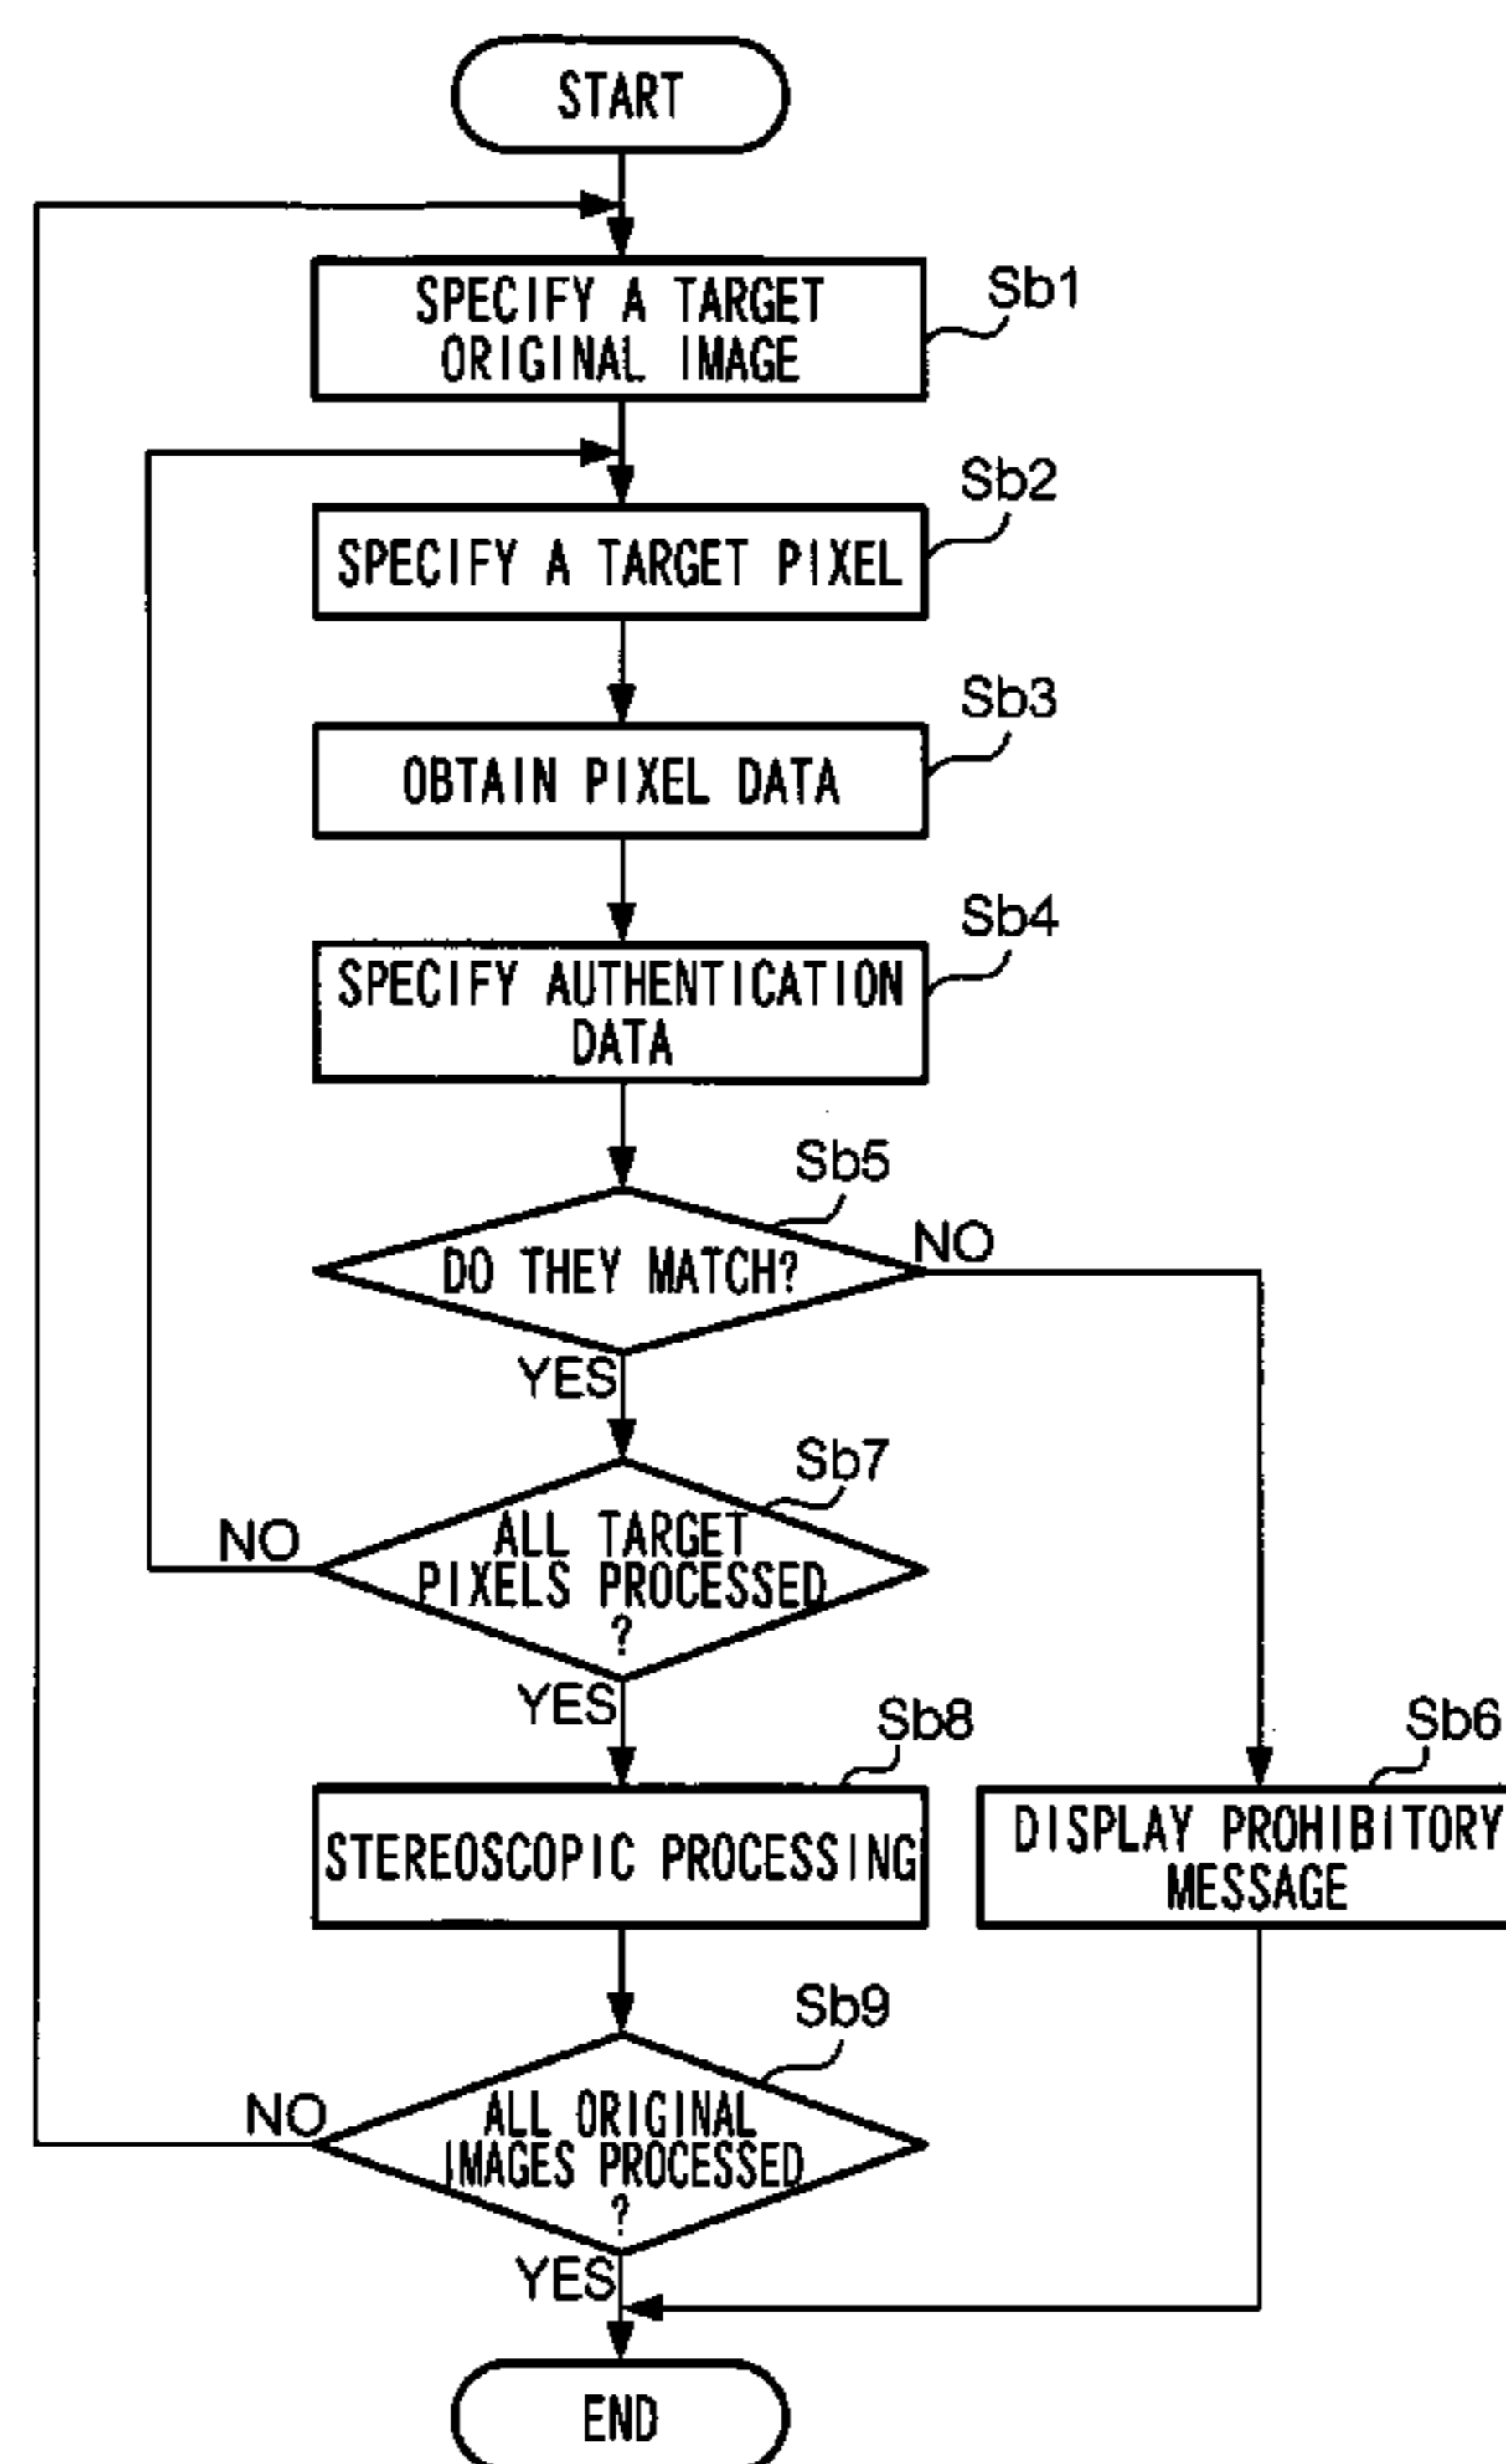 START
SPECIFY A TARGET
ORIGINAL IMAGE
Sb1
SPECIFY A TARGET PIXEL
Sb2
OBTAIN PIXEL DATA
Sb3
SPECIFY AUTHENTICATION
DATA
Sb4
DO THEY MATCH?
Sb5
NO
YES
ALL TARGET
PIXELS PROCESSED
?
Sb7
NO
YES
STEREOSCOPIC PROCESSING
Sb8
DISPLAY PROHIBITORY
MESSAGE
Sb6
ALL ORIGINAL
IMAGES PROCESSED
?
Sb9
NO
YES
END